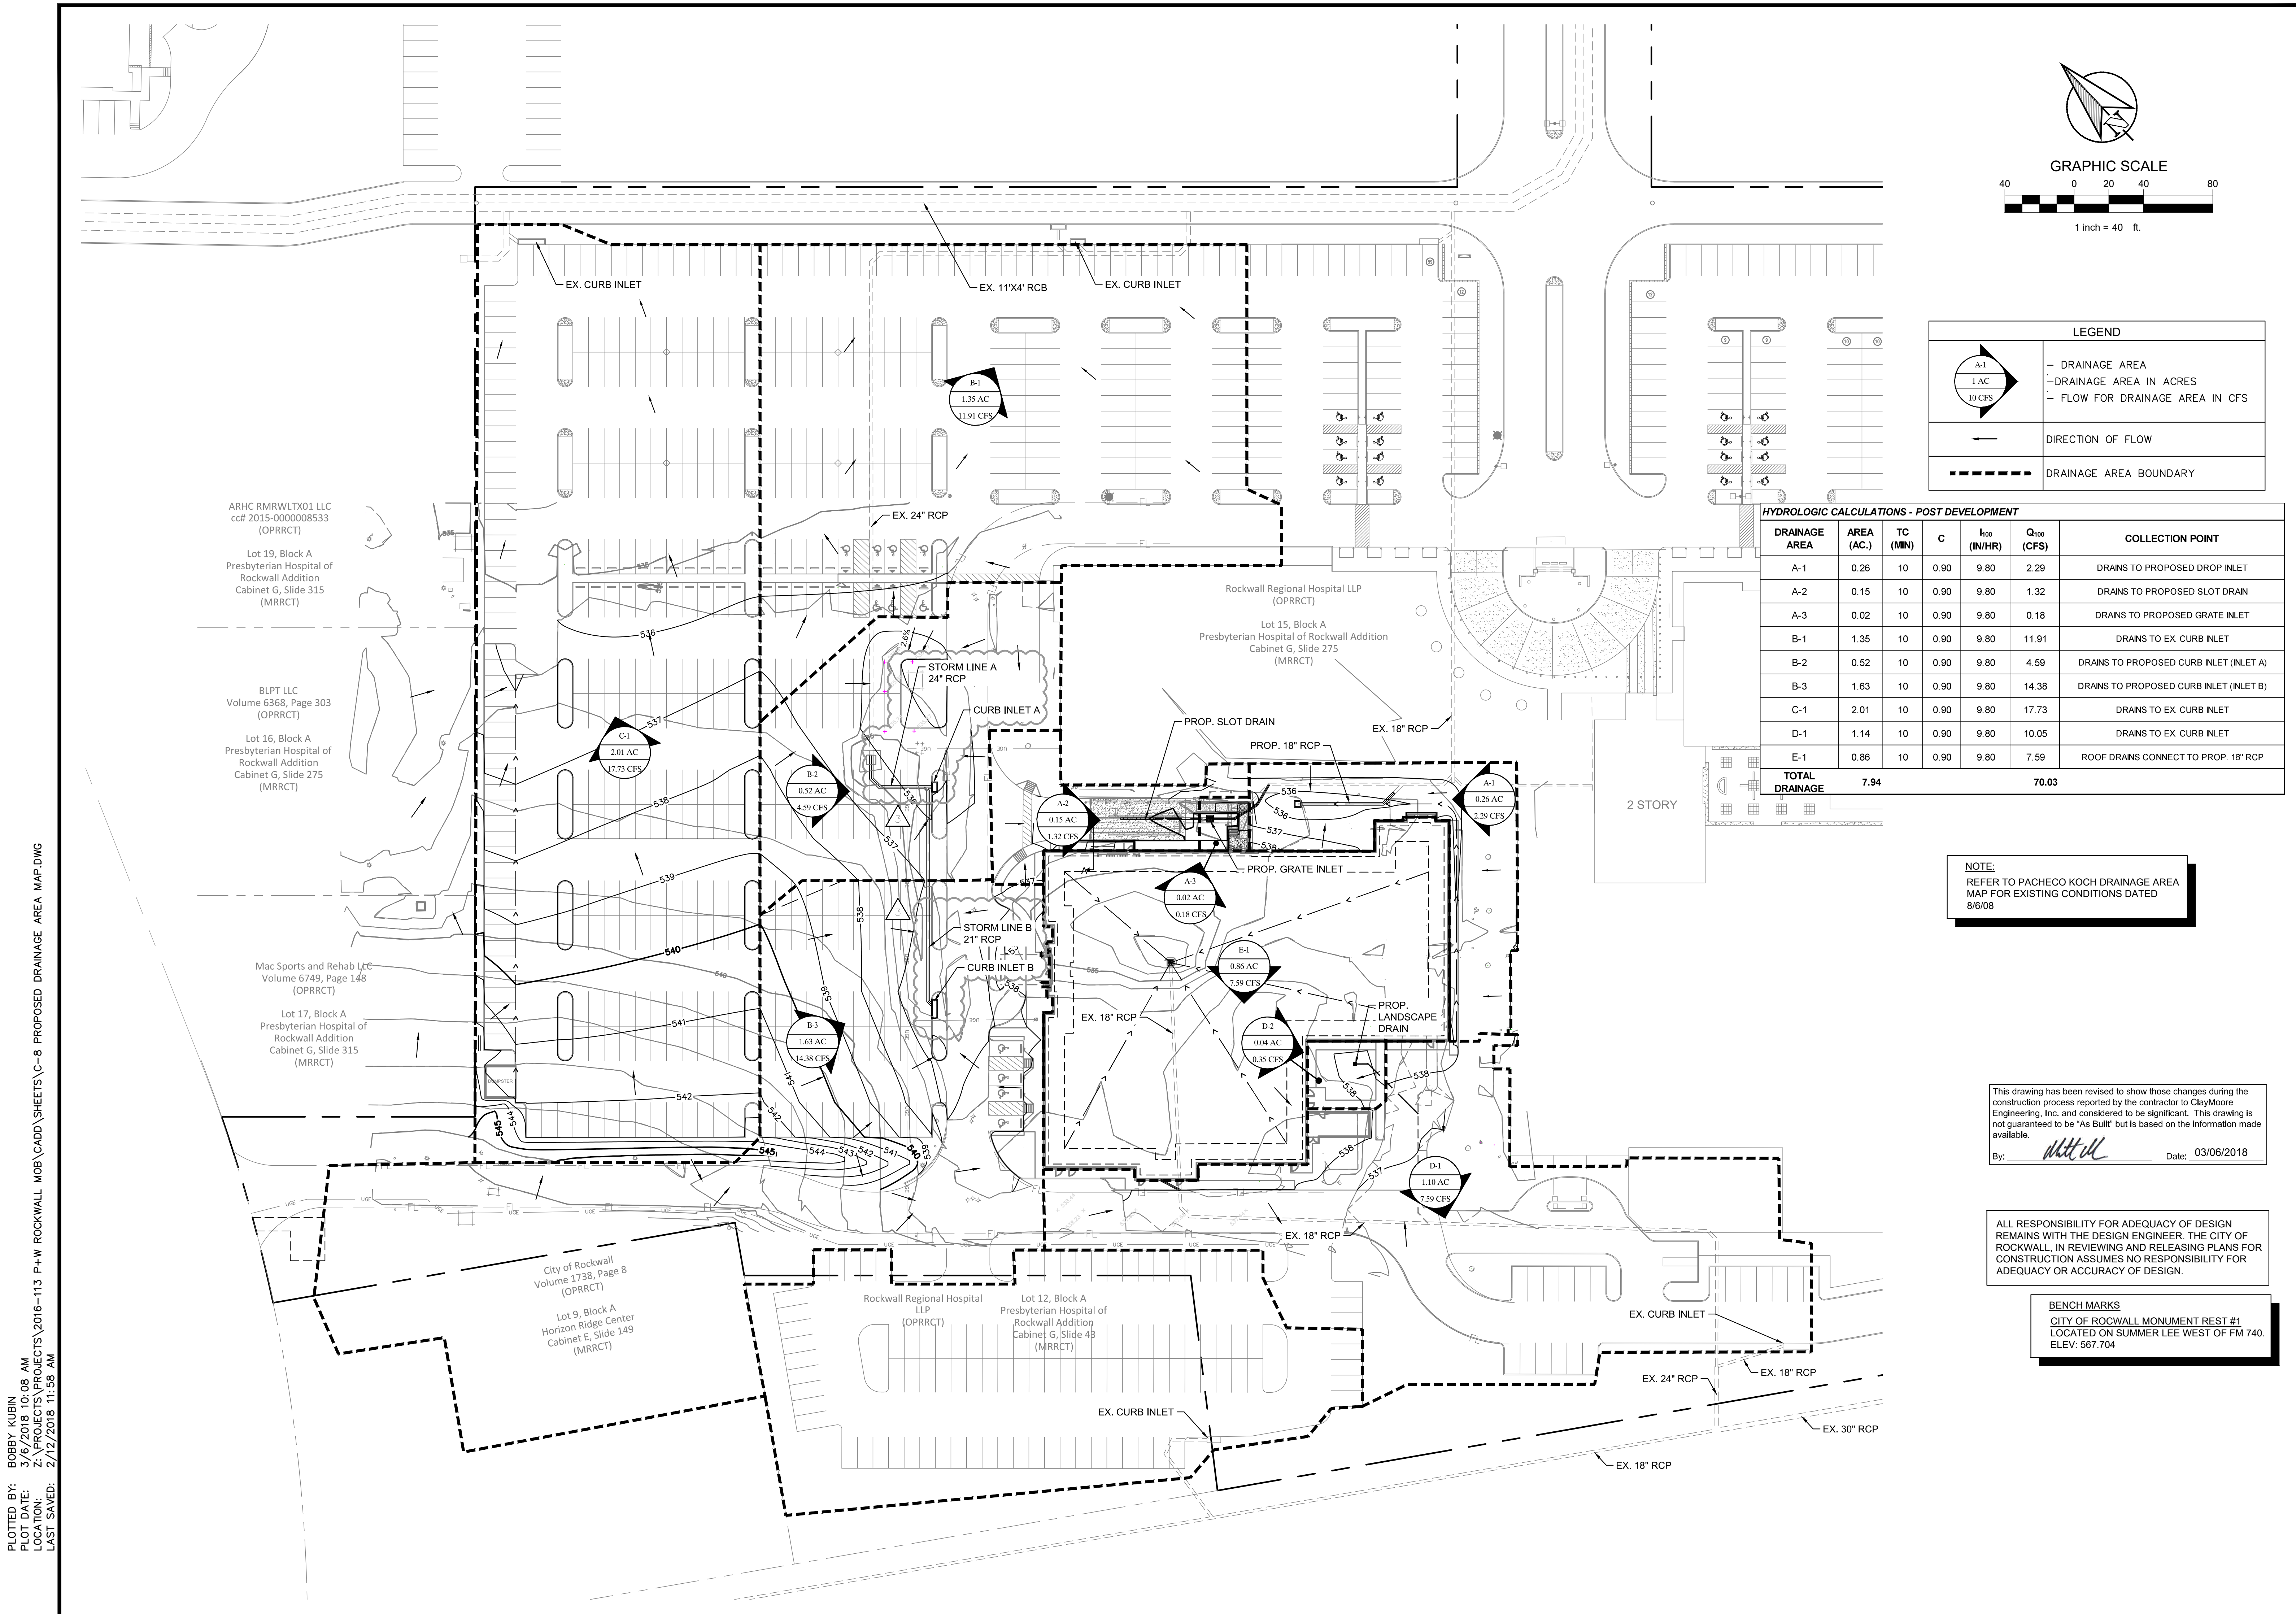 GRAPHIC SCALE
40 0 20 40 80
1 inch = 40 ft.
LEGEND
A-1
1 AC
10 CFS
– DRAINAGE AREA
–DRAINAGE AREA IN ACRES
– FLOW FOR DRAINAGE AREA IN CFS
DIRECTION OF FLOW
DRAINAGE AREA BOUNDARY
HYDROLOGIC CALCULATIONS - POST DEVELOPMENT
DRAINAGE AREA AREA (AC.) TC (MIN) C I100 (IN/HR) Q100 (CFS) COLLECTION POINT
A-1 0.26 10 0.90 9.80 2.29 DRAINS TO PROPOSED DROP INLET
A-2 0.15 10 0.90 9.80 1.32 DRAINS TO PROPOSED SLOT DRAIN
A-3 0.02 10 0.90 9.80 0.18 DRAINS TO PROPOSED GRATE INLET
B-1 1.35 10 0.90 9.80 11.91 DRAINS TO EX. CURB INLET
B-2 0.52 10 0.90 9.80 4.59 DRAINS TO PROPOSED CURB INLET (INLET A)
B-3 1.63 10 0.90 9.80 14.38 DRAINS TO PROPOSED CURB INLET (INLET B)
C-1 2.01 10 0.90 9.80 17.73 DRAINS TO EX. CURB INLET
D-1 1.14 10 0.90 9.80 10.05 DRAINS TO EX. CURB INLET
E-1 0.86 10 0.90 9.80 7.59 ROOF DRAINS CONNECT TO PROP. 18" RCP
TOTAL DRAINAGE 7.94 70.03
NOTE:
REFER TO PACHECO KOCH DRAINAGE AREA
MAP FOR EXISTING CONDITIONS DATED
8/6/08
This drawing has been revised to show those changes during the
construction process reported by the contractor to ClayMoore
Engineering, Inc. and considered to be significant. This drawing is
not guaranteed to be "As Built" but is based on the information made
available.
By: Date: 03/06/2018
ALL RESPONSIBILITY FOR ADEQUACY OF DESIGN
REMAINS WITH THE DESIGN ENGINEER. THE CITY OF
ROCKWALL, IN REVIEWING AND RELEASING PLANS FOR
CONSTRUCTION ASSUMES NO RESPONSIBILITY FOR
ADEQUACY OR ACCURACY OF DESIGN.
BENCH MARKS
CITY OF ROCWALL MONUMENT REST #1
LOCATED ON SUMMER LEE WEST OF FM 740.
ELEV: 567.704
EX. CURB INLET
EX. 11'X4' RCB
EX. CURB INLET
B-1
1.35 AC
11.91 CFS
EX. 24" RCP
ARHC RMRWLTX01 LLC
cc# 2015-0000008533
(OPRRCT)
Lot 19, Block A
Presbyterian Hospital of
Rockwall Addition
Cabinet G, Slide 315
(MRRCT)
BLPT LLC
Volume 6368, Page 303
(OPRRCT)
Lot 16, Block A
Presbyterian Hospital of
Rockwall Addition
Cabinet G, Slide 275
(MRRCT)
Mac Sports and Rehab LLC
Volume 6749, Page 148
(OPRRCT)
Lot 17, Block A
Presbyterian Hospital of
Rockwall Addition
Cabinet G, Slide 315
(MRRCT)
Rockwall Regional Hospital LLP
(OPRRCT)
Lot 15, Block A
Presbyterian Hospital of Rockwall Addition
Cabinet G, Slide 275
(MRRCT)
2.6%
STORM LINE A
24" RCP
CURB INLET A
C-1
2.01 AC
17.73 CFS
B-2
0.52 AC
4.59 CFS
PROP. SLOT DRAIN
PROP. 18" RCP
EX. 18" RCP
A-2
0.15 AC
1.32 CFS
A-1
0.26 AC
2.29 CFS
2 STORY
PROP. GRATE INLET
A-3
0.02 AC
0.18 CFS
STORM LINE B
21" RCP
CURB INLET B
E-1
0.86 AC
7.59 CFS
EX. 18" RCP
PROP.
LANDSCAPE
DRAIN
D-2
0.04 AC
0.35 CFS
B-3
1.63 AC
14.38 CFS
D-1
1.10 AC
7.59 CFS
DUMPSTER
536
537
538
539
540
541
542
545
544
543
EX. 18" RCP
City of Rockwall
Volume 1738, Page 8
(OPRRCT)
Lot 9, Block A
Horizon Ridge Center
Cabinet E, Slide 149
(MRRCT)
Rockwall Regional Hospital
LLP
(OPRRCT)
Lot 12, Block A
Presbyterian Hospital of
Rockwall Addition
Cabinet G, Slide 43
(MRRCT)
EX. CURB INLET
EX. CURB INLET
EX. 24" RCP
EX. 18" RCP
EX. 30" RCP
EX. 18" RCP
PLOTTED BY: BOBBY KUBIN
PLOT DATE: 3/6/2018 10:08 AM
LOCATION: Z:\PROJECTS\PROJECTS\2016-113 P+W ROCKWALL MOB\CADD\SHEETS\C-8 PROPOSED DRAINAGE AREA MAP.DWG
LAST SAVED: 2/12/2018 11:58 AM